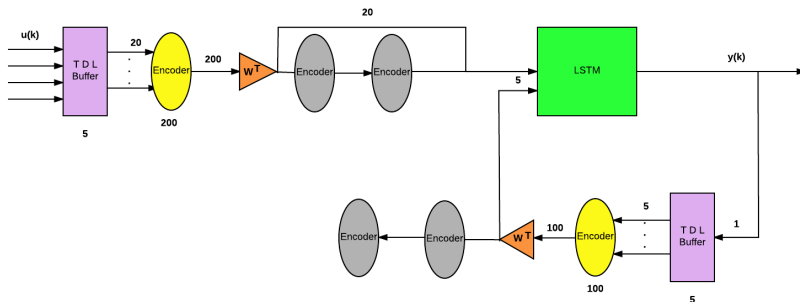 20
u(k)
T D L
Buffer
20
Encoder
200
W T
Encoder
Encoder
5
LSTM
y(k)
5
200
Encoder
Encoder
W T
100
Encoder
5
T D L
Buffer
1
100
5